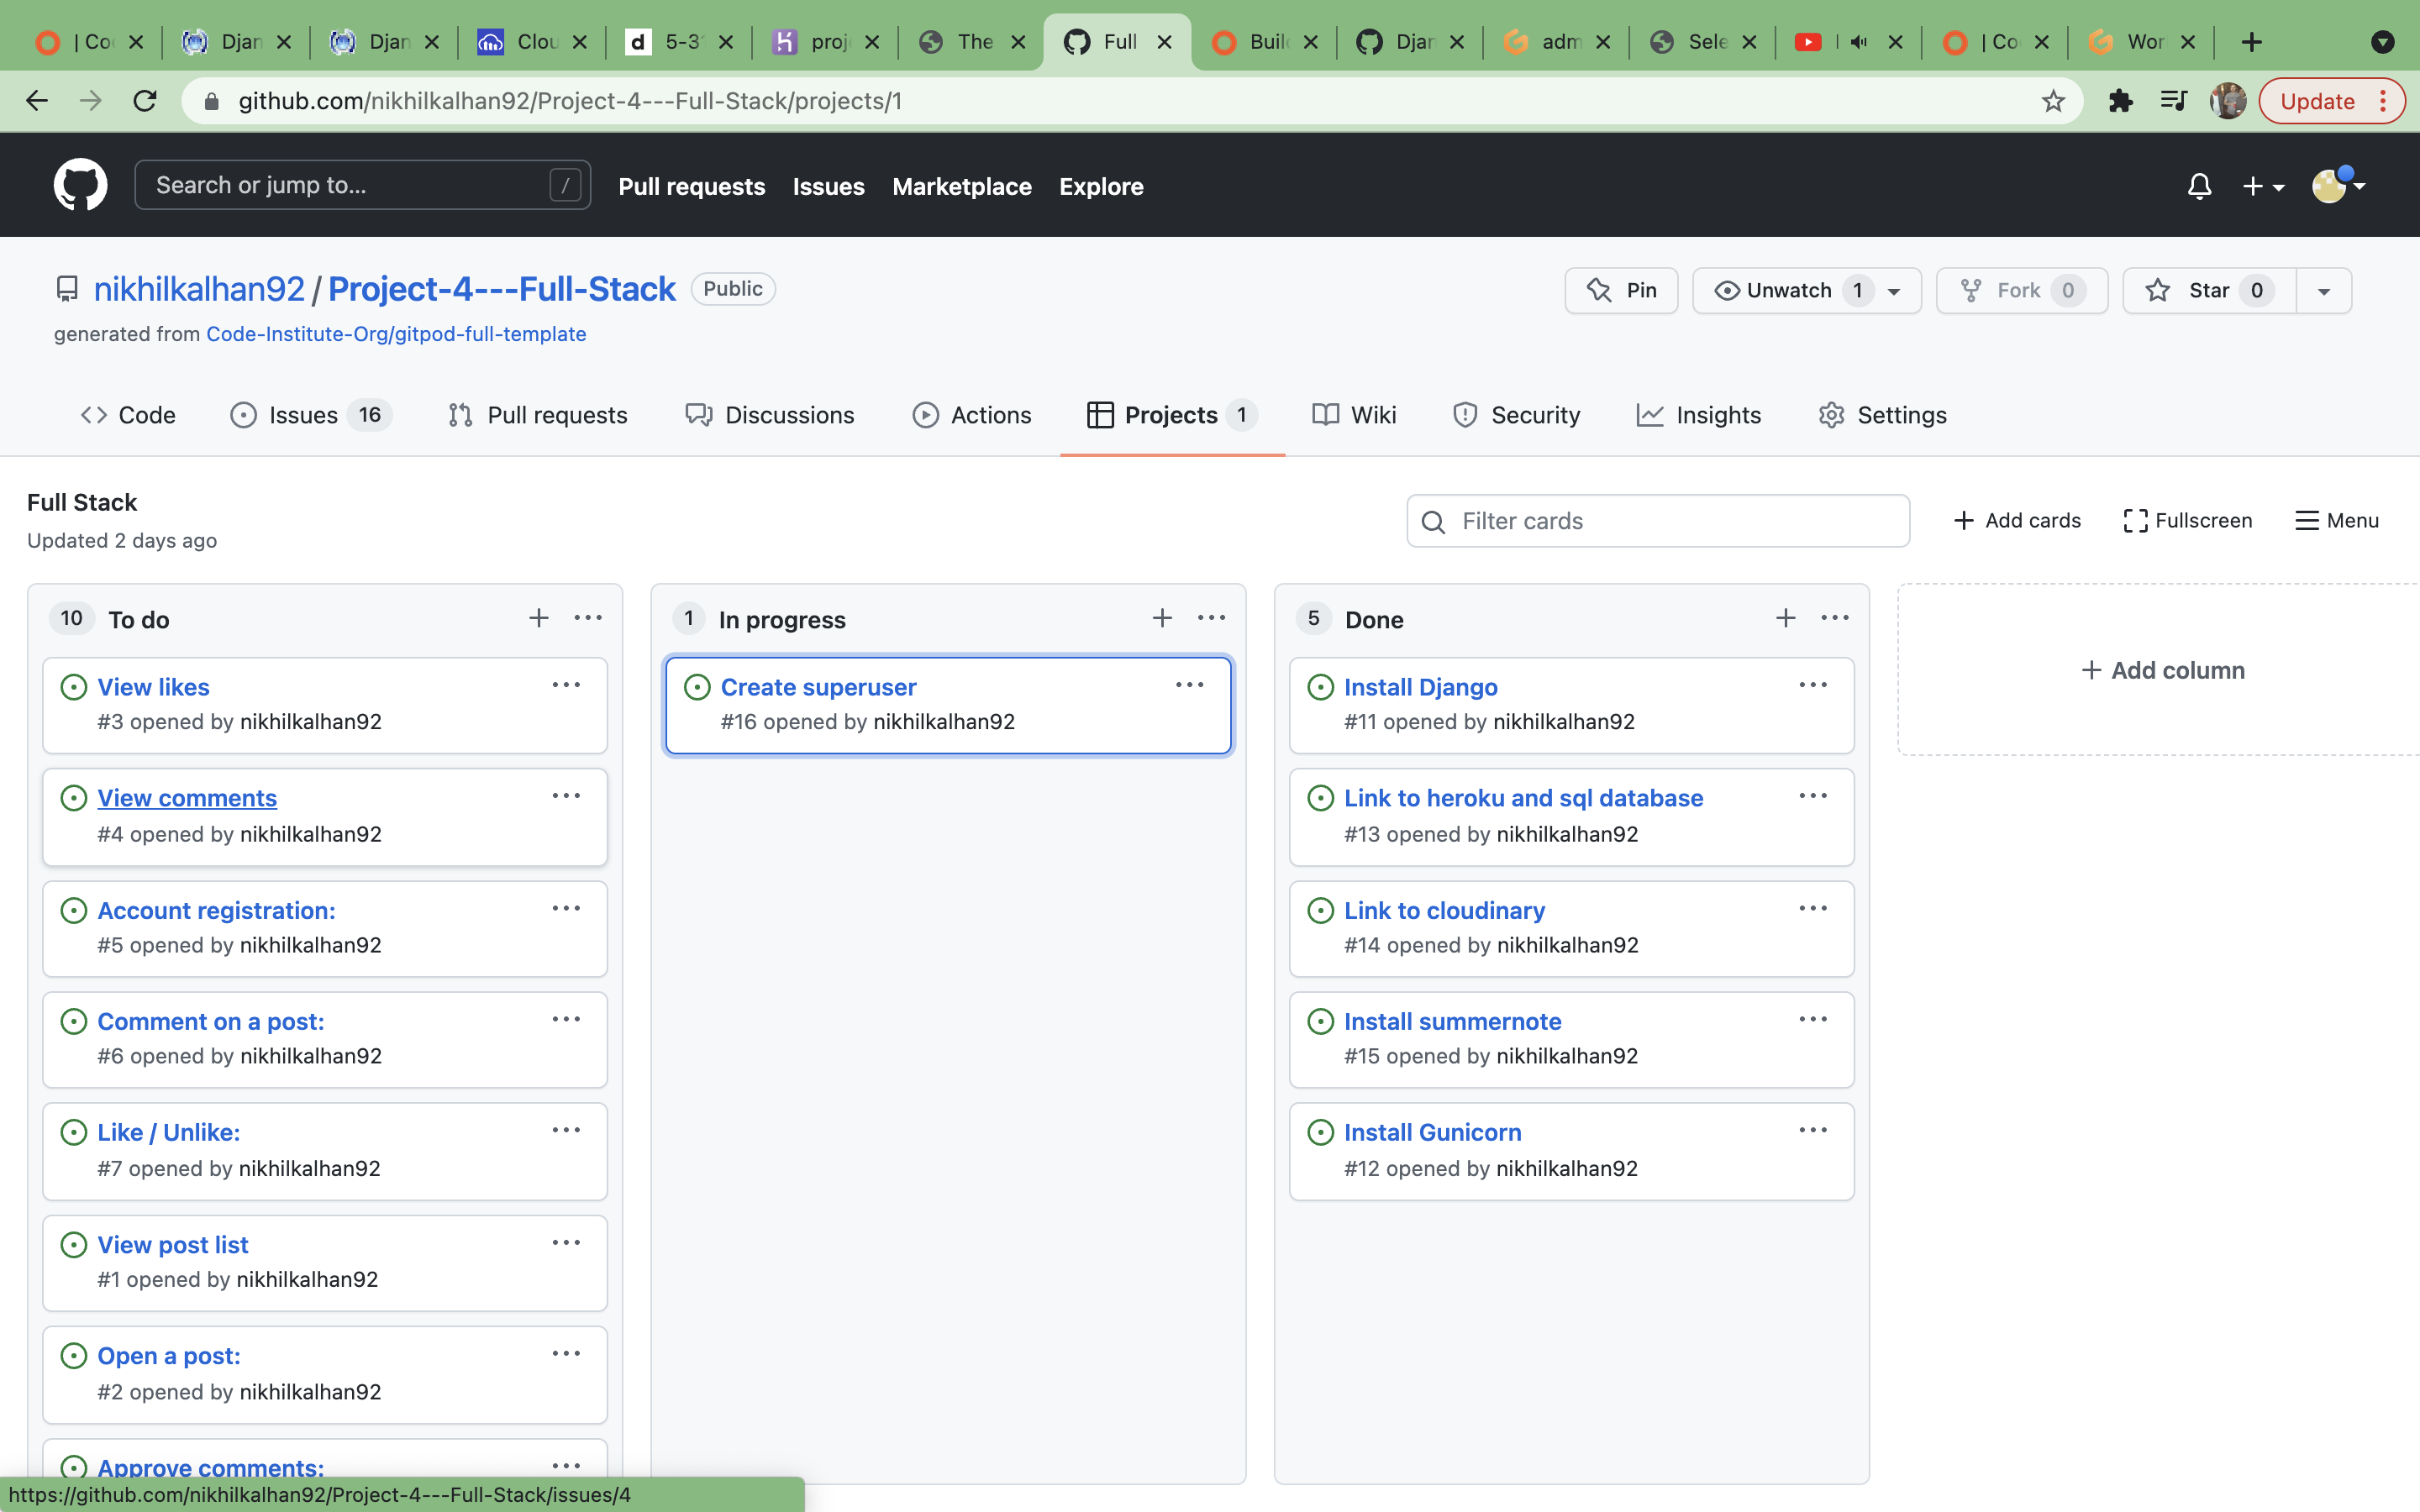 | Co
Djan
Djan
Clou
5-3
proj
The
Full
Build
Djan
adm
Sele
| Co
Wor
github.com/nikhilkalhan92/Project-4---Full-Stack/projects/1
Update
Search or jump to... /
Pull requests Issues Marketplace Explore
nikhilkalhan92 / Project-4---Full-Stack Public
Pin Unwatch 1 Fork 0 Star 0
generated from Code-Institute-Org/gitpod-full-template
Code Issues 16 Pull requests Discussions Actions Projects 1 Wiki Security Insights Settings
Full Stack
Updated 2 days ago
Filter cards
Add cards Fullscreen Menu
10 To do
View likes
#3 opened by nikhilkalhan92
View comments
#4 opened by nikhilkalhan92
Account registration:
#5 opened by nikhilkalhan92
Comment on a post:
#6 opened by nikhilkalhan92
Like / Unlike:
#7 opened by nikhilkalhan92
View post list
#1 opened by nikhilkalhan92
Open a post:
#2 opened by nikhilkalhan92
Approve comments:
1 In progress
Create superuser
#16 opened by nikhilkalhan92
5 Done
Install Django
#11 opened by nikhilkalhan92
Link to heroku and sql database
#13 opened by nikhilkalhan92
Link to cloudinary
#14 opened by nikhilkalhan92
Install summernote
#15 opened by nikhilkalhan92
Install Gunicorn
#12 opened by nikhilkalhan92
Add column
https://github.com/nikhilkalhan92/Project-4---Full-Stack/issues/4